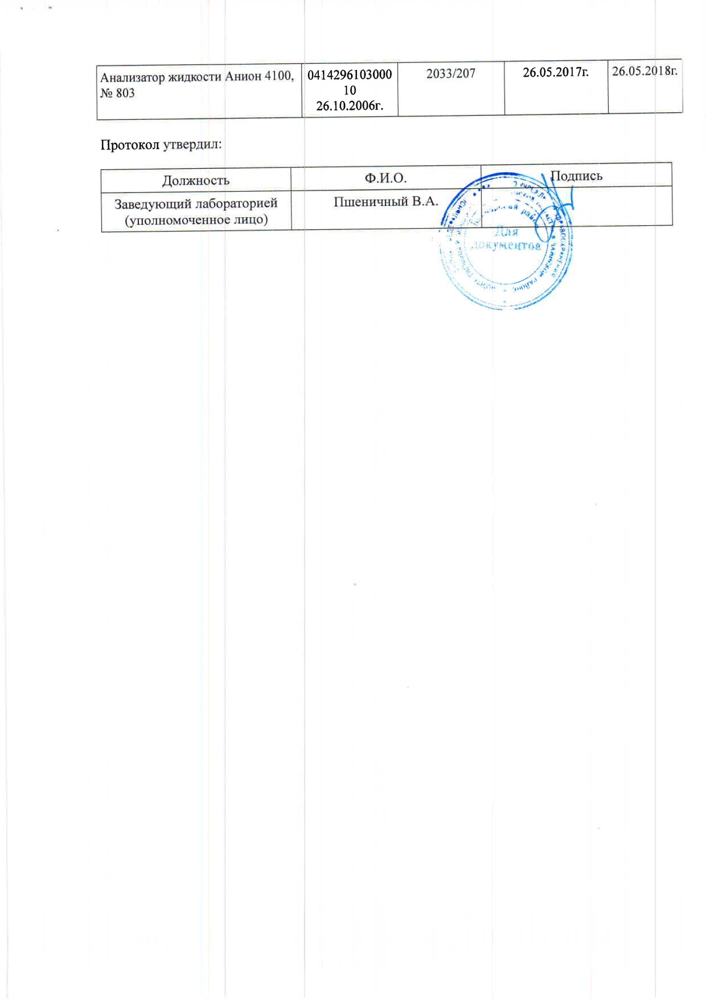 Анализатор жидкости Анион 4100,
№ 803
0414296103000
10
26.10.2006г.
2033/207
26.05.2017г.
26.05.2018г.
Протокол утвердил:
Должность
Ф.И.О.
Подпись
Заведующий лабораторией
(уполномоченное лицо)
Пшеничный В.А.
Для
документов